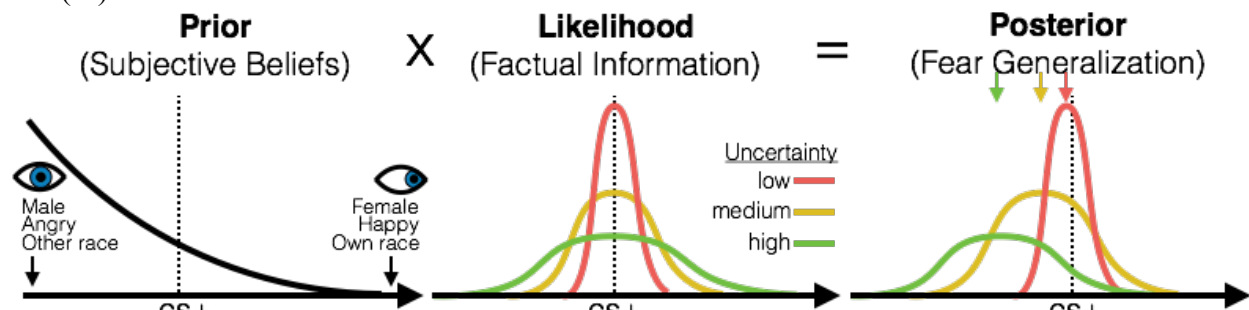 Prior
(Subjective Beliefs)
X
Likelihood
(Factual Information)
=
Posterior
(Fear Generalization)
Male
Angry
Other race
Female
Happy
Own race
Uncertainty
low
medium
high